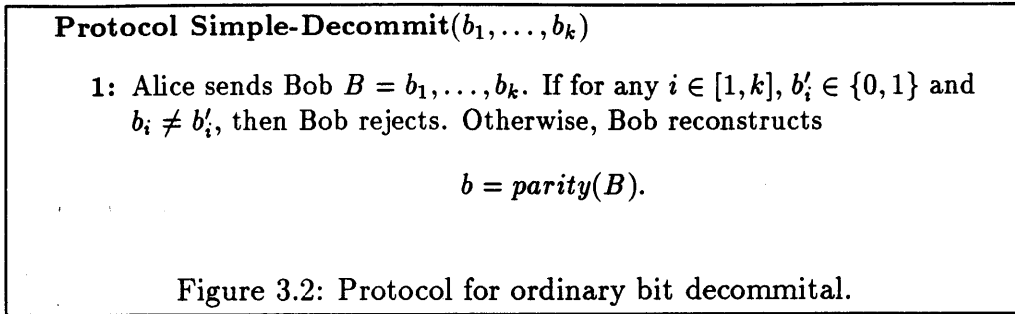 Protocol Simple-Decommit(b₁, …, bₖ)
1: Alice sends Bob B = b₁, …, bₖ. If for any i ∈ [1, k], b′ᵢ ∈ {0, 1} and
bᵢ ≠ b′ᵢ, then Bob rejects. Otherwise, Bob reconstructs
b = parity(B).
Figure 3.2: Protocol for ordinary bit decommital.